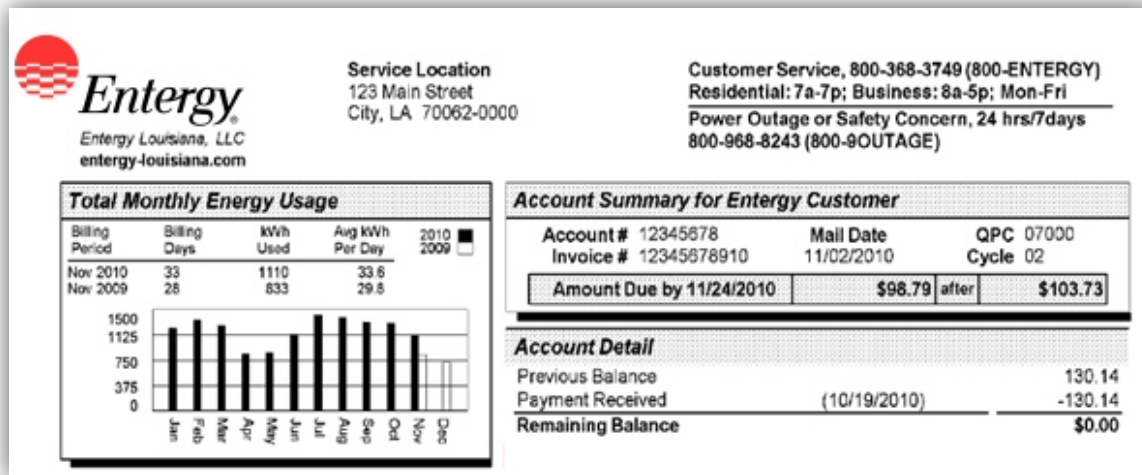 Entergy®
Entergy Louisiana, LLC
entergy-louisiana.com
Service Location
123 Main Street
City, LA 70062-0000
Customer Service, 800-368-3749 (800-ENTERGY)
Residential: 7a-7p; Business: 8a-5p; Mon-Fri
Power Outage or Safety Concern, 24 hrs/7days
800-968-8243 (800-9OUTAGE)
Total Monthly Energy Usage
Billing Period Billing Days kWh Used Avg kWh Per Day 2010 2009
Nov 2010 33 1110 33.6
Nov 2009 28 833 29.8
1500
1125
750
375
0
Jan Feb Mar Apr May Jun Jul Aug Sep Oct Nov Dec
Account Summary for Entergy Customer
Account # 12345678 Mail Date QPC 07000
Invoice # 12345678910 11/02/2010 Cycle 02
Amount Due by 11/24/2010 $98.79 after $103.73
Account Detail
Previous Balance 130.14
Payment Received (10/19/2010) -130.14
Remaining Balance $0.00